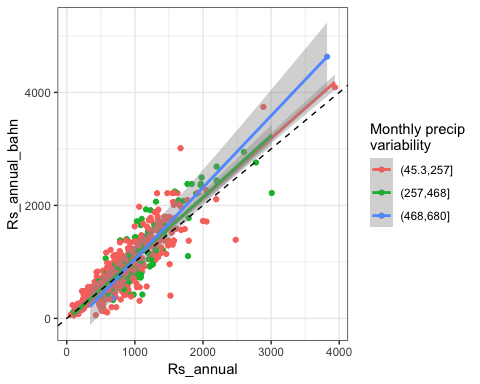 4000
2000
0
0
1000
2000
3000
4000
Rs_annual
Rs_annual_bahn
Monthly precip
variability
(45.3,257]
(257,468]
(468,680]